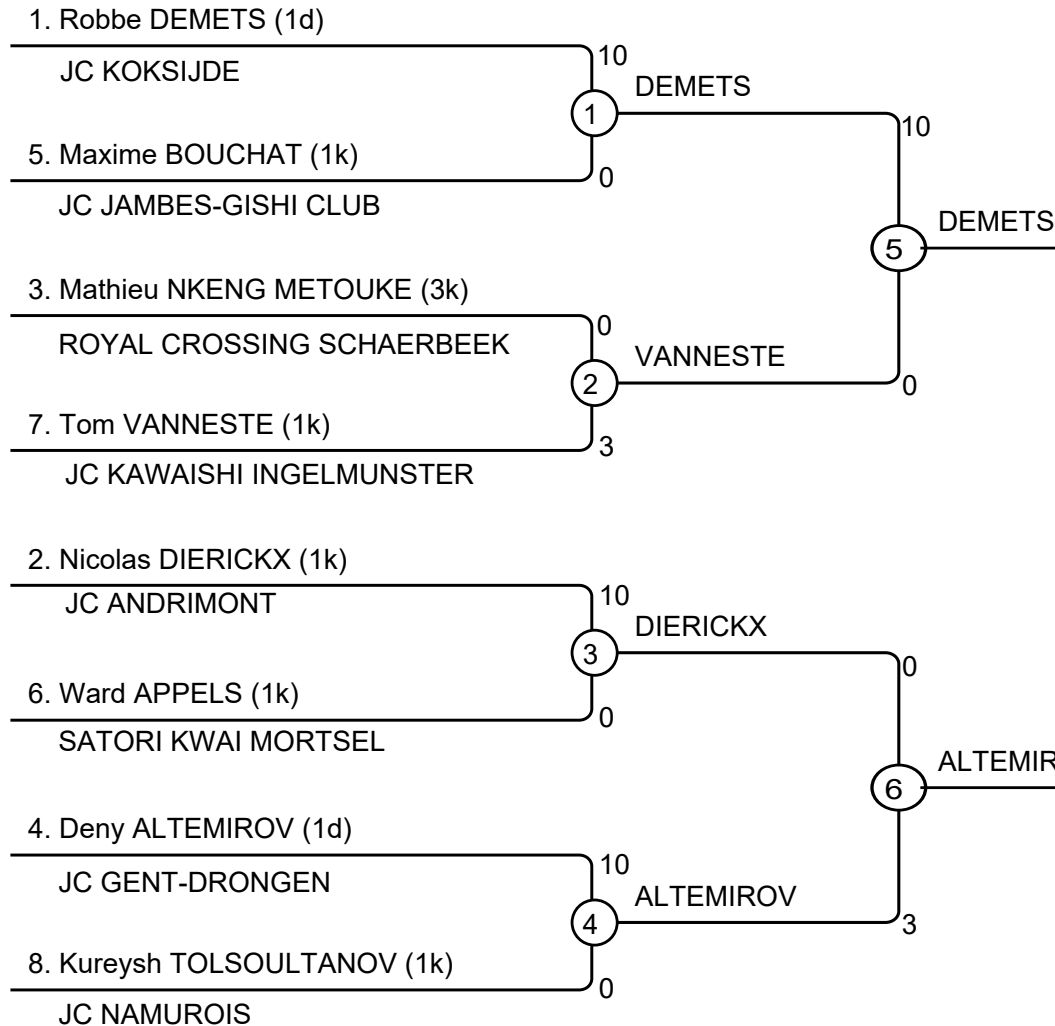 1. Robbe DEMETS (1d)
10
JC KOKSIJDE
DEMETS
1
10
5. Maxime BOUCHAT (1k)
0
JC JAMBES-GISHI CLUB
DEMETS
5
3. Mathieu NKENG METOUKE (3k)
0
ROYAL CROSSING SCHAERBEEK
VANNESTE
2
0
7. Tom VANNESTE (1k)
3
JC KAWAISHI INGELMUNSTER
2. Nicolas DIERICKX (1k)
10
JC ANDRIMONT
DIERICKX
3
0
6. Ward APPELS (1k)
0
SATORI KWAI MORTSEL
ALTEMIR
6
4. Deny ALTEMIROV (1d)
10
JC GENT-DRONGEN
ALTEMIROV
4
3
8. Kureysh TOLSOULTANOV (1k)
0
JC NAMUROIS